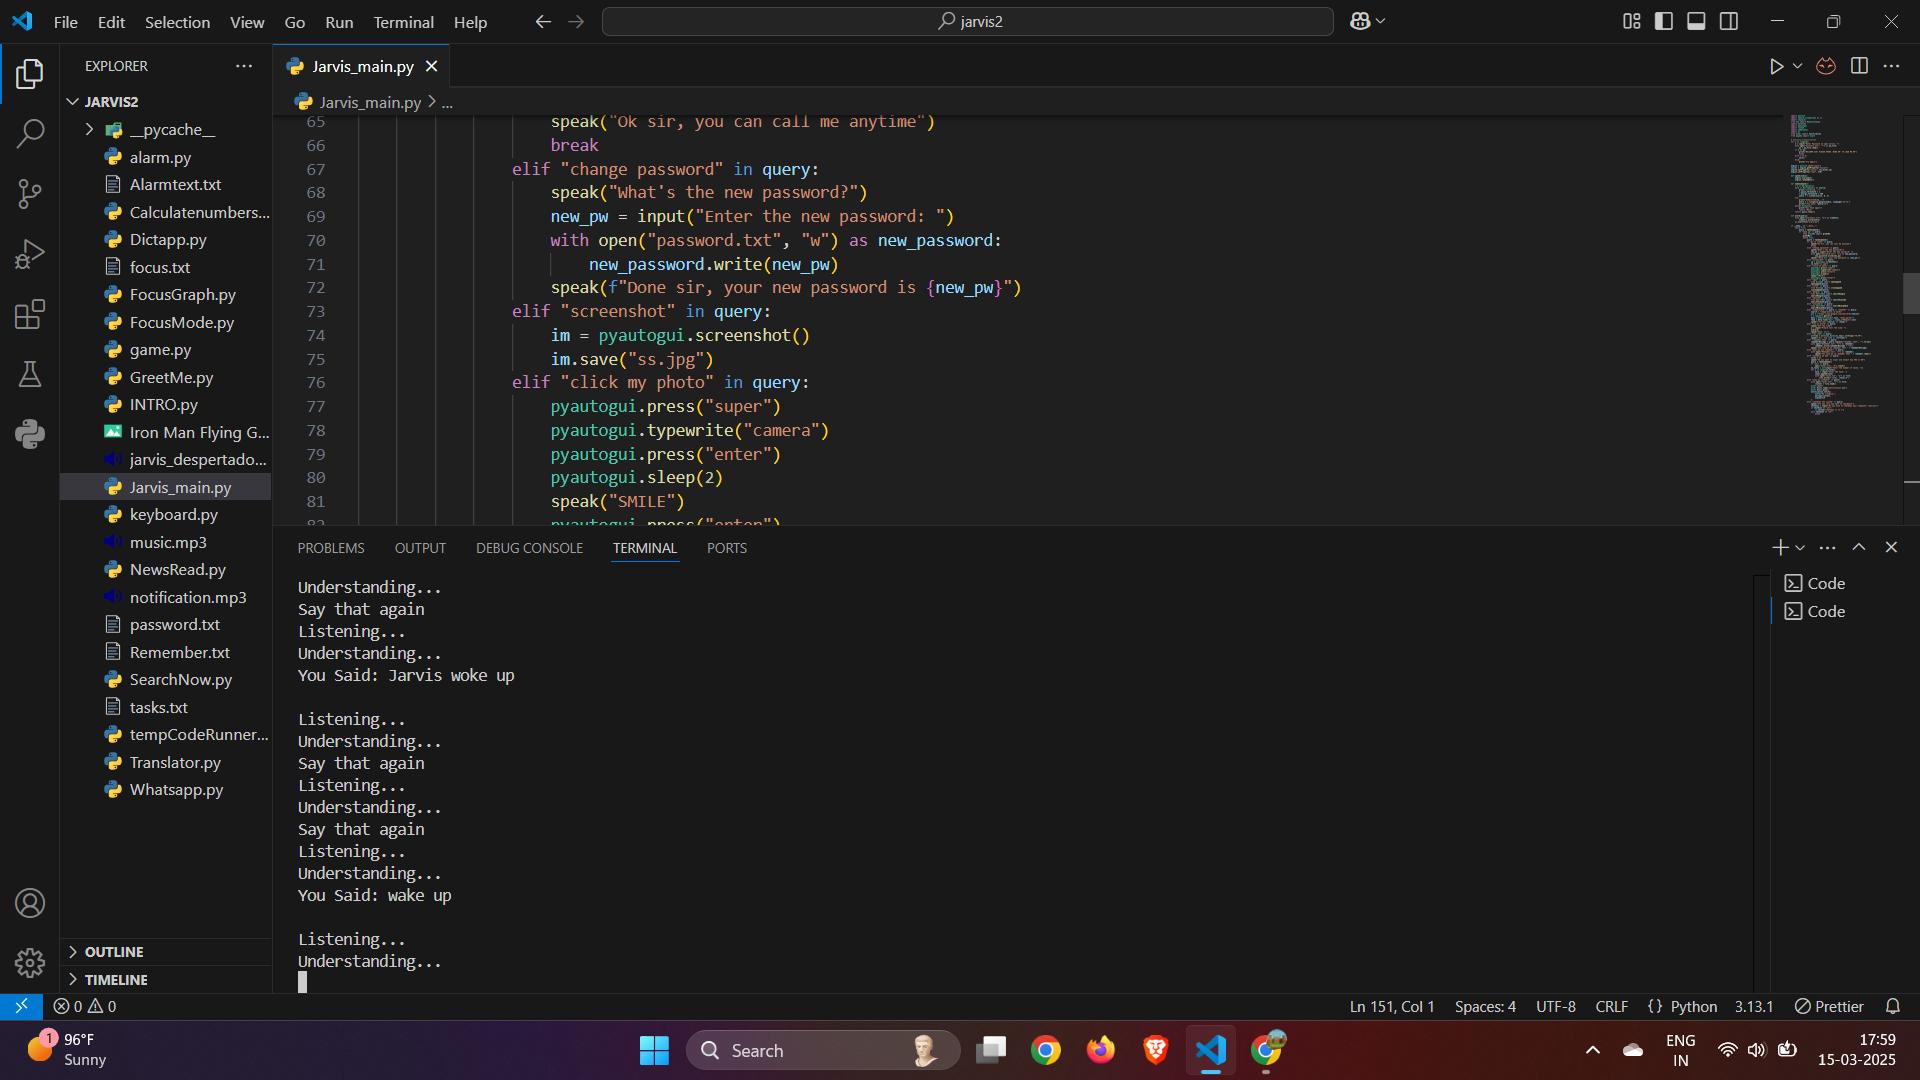 File Edit Selection View Go Run Terminal Help
jarvis2
EXPLORER
JARVIS2
__pycache__
alarm.py
Alarmtext.txt
Calculatenumbers...
Dictapp.py
focus.txt
FocusGraph.py
FocusMode.py
game.py
GreetMe.py
INTRO.py
Iron Man Flying G...
jarvis_despertado...
Jarvis_main.py
keyboard.py
music.mp3
NewsRead.py
notification.mp3
password.txt
Remember.txt
SearchNow.py
tasks.txt
tempCodeRunner...
Translator.py
Whatsapp.py
OUTLINE
TIMELINE
Jarvis_main.py
Jarvis_main.py > ...
65 speak("Ok sir, you can call me anytime")
66 break
67 elif "change password" in query:
68 speak("What's the new password?")
69 new_pw = input("Enter the new password: ")
70 with open("password.txt", "w") as new_password:
71 new_password.write(new_pw)
72 speak(f"Done sir, your new password is {new_pw}")
73 elif "screenshot" in query:
74 im = pyautogui.screenshot()
75 im.save("ss.jpg")
76 elif "click my photo" in query:
77 pyautogui.press("super")
78 pyautogui.typewrite("camera")
79 pyautogui.press("enter")
80 pyautogui.sleep(2)
81 speak("SMILE")
82 pyautogui.press("enter")
PROBLEMS OUTPUT DEBUG CONSOLE TERMINAL PORTS
Understanding...
Say that again
Listening...
Understanding...
You Said: Jarvis woke up
Listening...
Understanding...
Say that again
Listening...
Understanding...
Say that again
Listening...
Understanding...
You Said: wake up
Listening...
Understanding...
Code
Code
0 0
Ln 151, Col 1 Spaces: 4 UTF-8 CRLF {} Python 3.13.1 Prettier
1
96°F
Sunny
Search
ENG
IN
17:59
15-03-2025